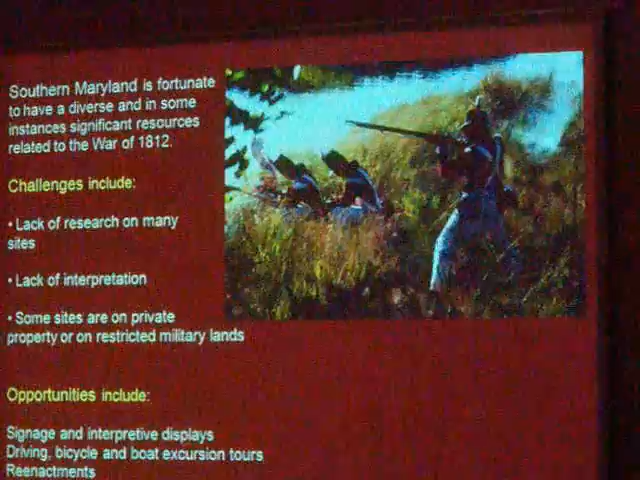 Southern Maryland is fortunate
to have a diverse and in some
instances significant resources
related to the War of 1812.
Challenges include:
• Lack of research on many
sites
• Lack of interpretation
• Some sites are on private
property or on restricted military lands
Opportunities include:
Signage and interpretive displays
Driving, bicycle and boat excursion tours
Reenactments